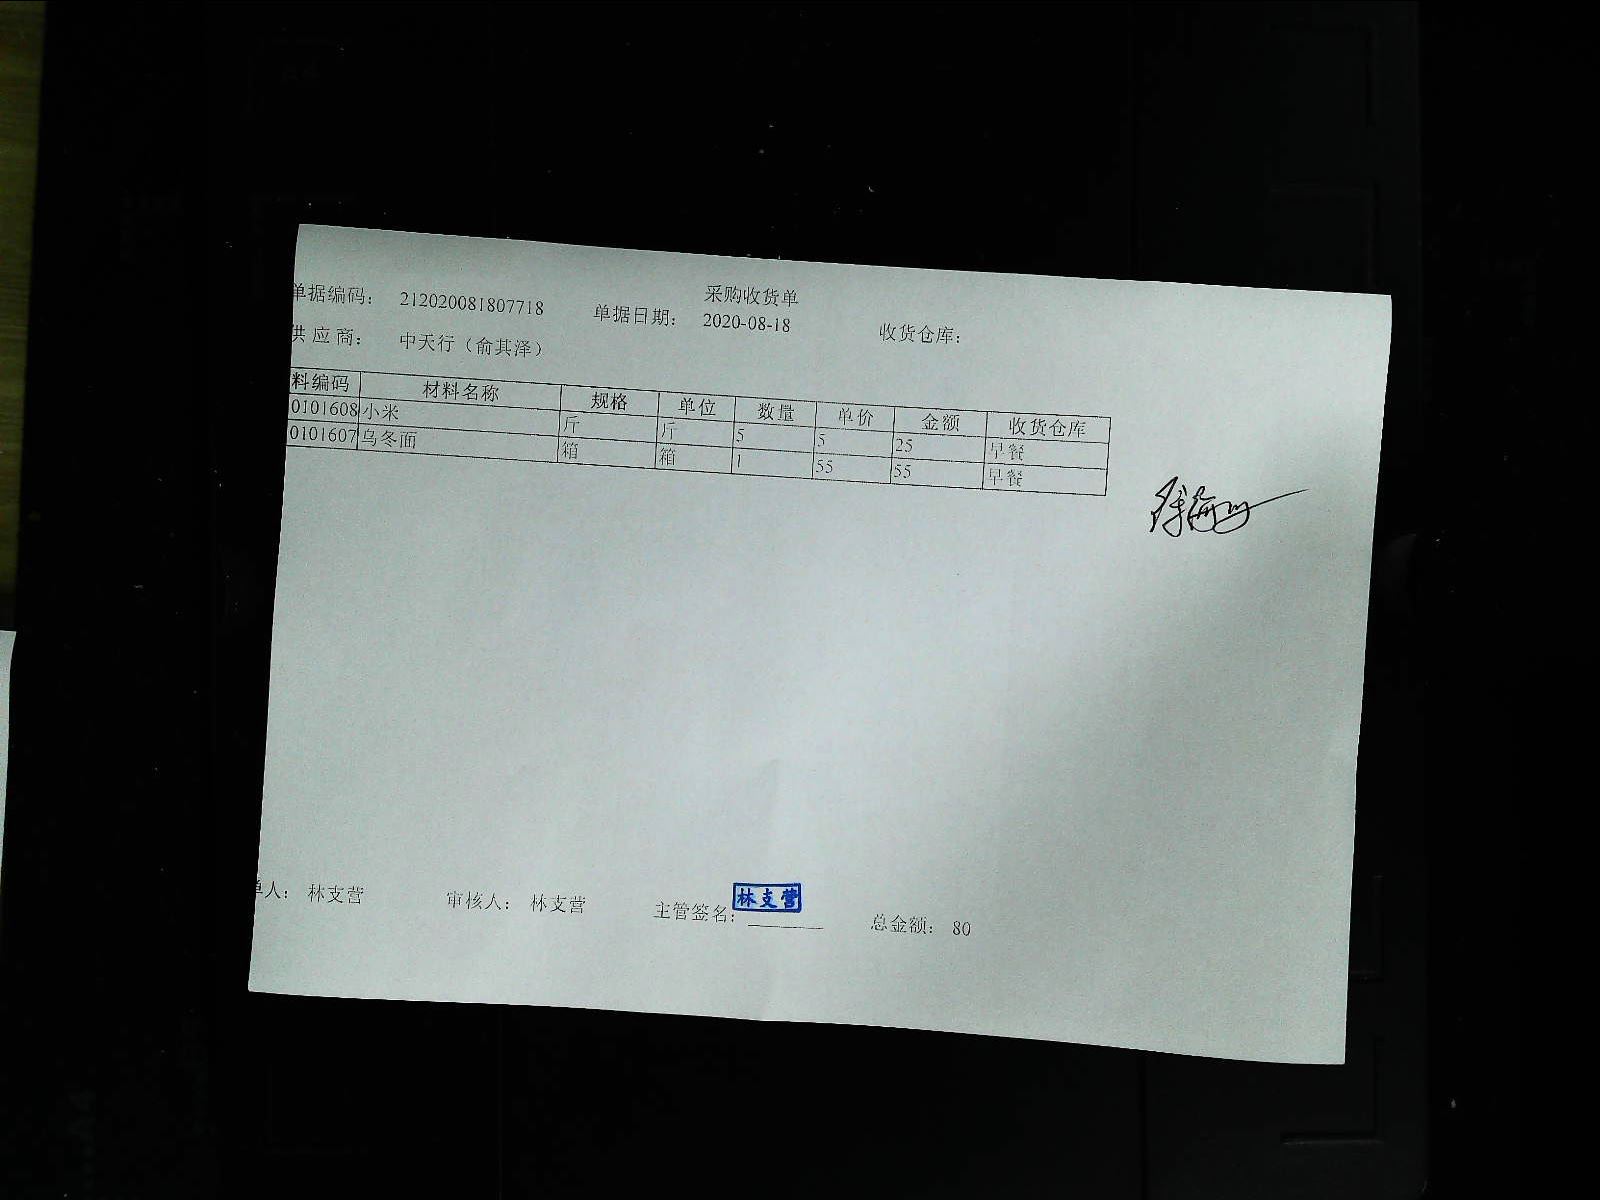 采购收货单
单据编码： 212020081807718 单据日期： 2020-08-18 收货仓库：
供应商： 中天行（俞其泽）
料编码 材料名称 规格 单位 数量 单价 金额 收货仓库
0101608 小米 斤 斤 5 5 25 早餐
0101607 乌冬面 箱 箱 1 55 55 早餐
单人： 林支营 审核人： 林支营 主管签名： 林支营 总金额： 80